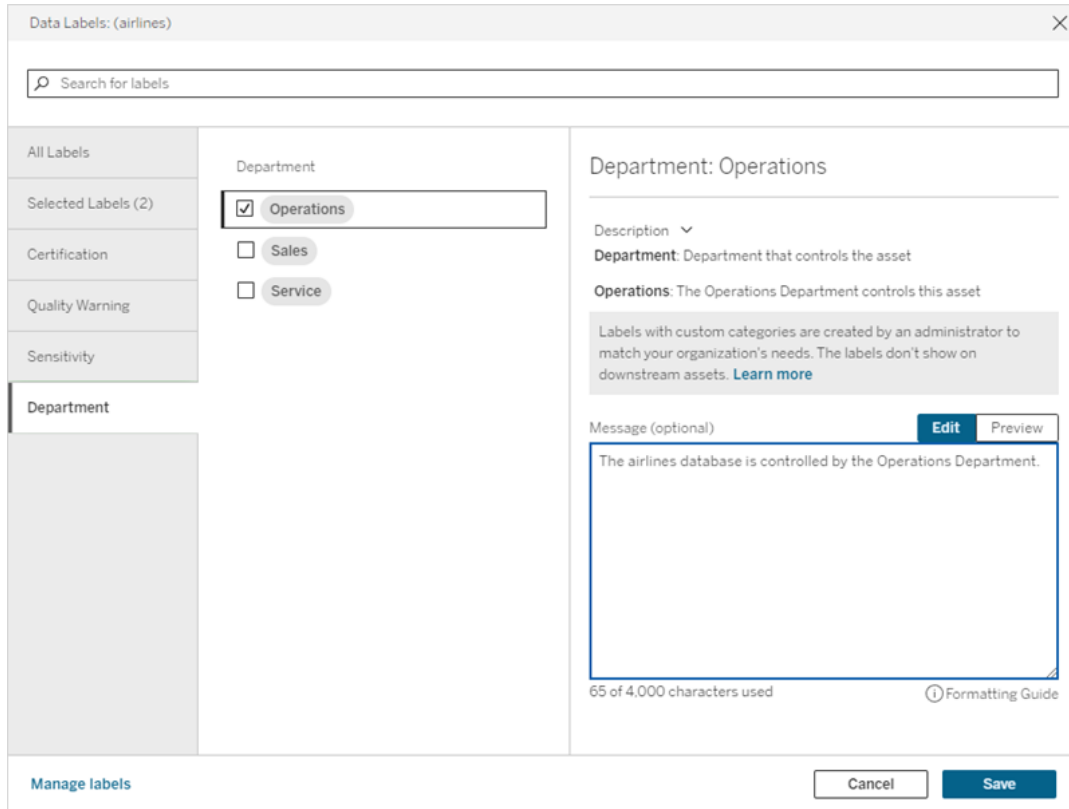 Data Labels: (airlines)
Search for labels
All Labels
Selected Labels (2)
Certification
Quality Warning
Sensitivity
Department
Department
Operations
Sales
Service
Department: Operations
Description
Department: Department that controls the asset
Operations: The Operations Department controls this asset
Labels with custom categories are created by an administrator to
match your organization's needs. The labels don't show on
downstream assets. Learn more
Message (optional)
Edit
Preview
The airlines database is controlled by the Operations Department.
65 of 4,000 characters used
Formatting Guide
Manage labels
Cancel
Save